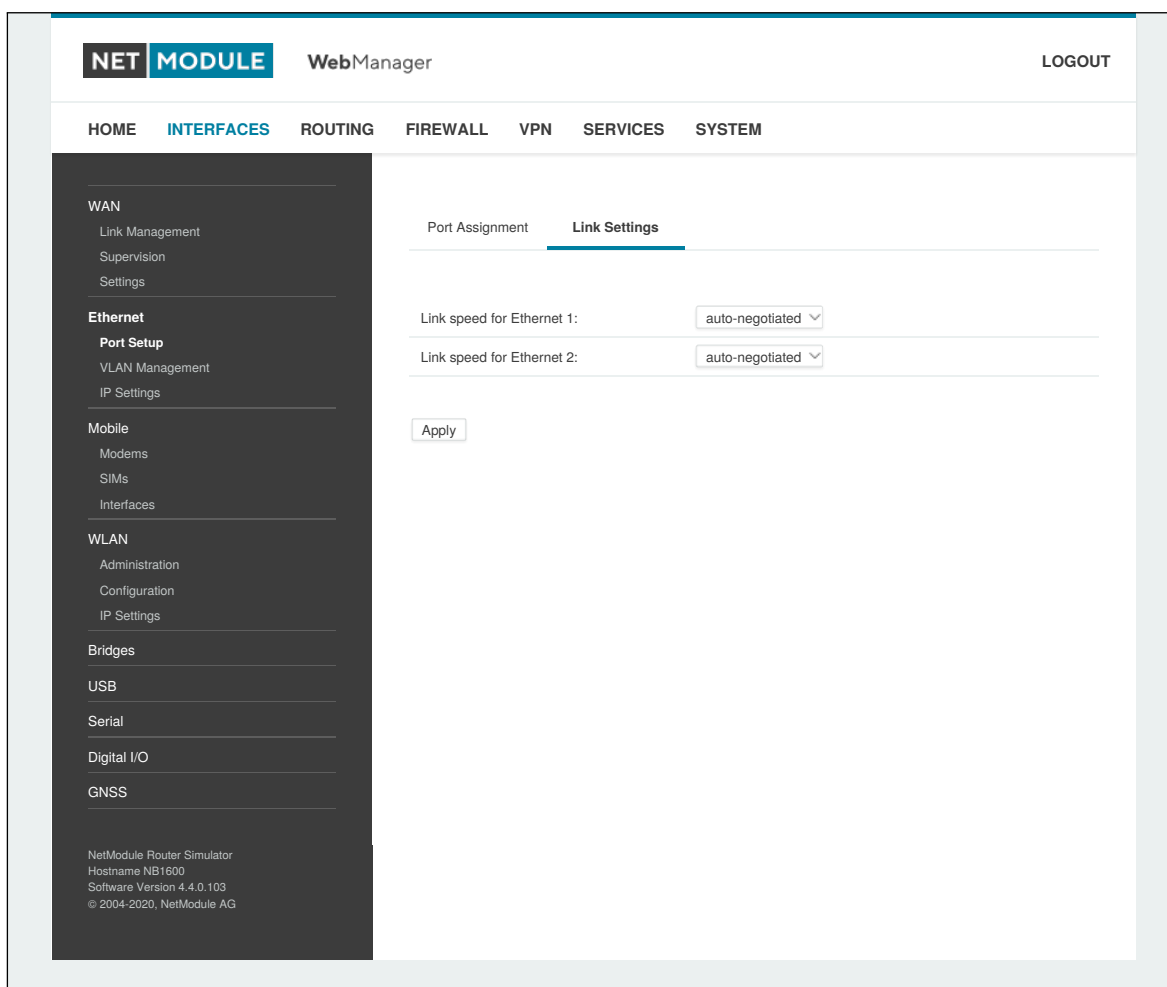 NET MODULE WebManager LOGOUT
HOME INTERFACES ROUTING FIREWALL VPN SERVICES SYSTEM
WAN
Link Management
Supervision
Settings
Ethernet
Port Setup
VLAN Management
IP Settings
Mobile
Modems
SIMs
Interfaces
WLAN
Administration
Configuration
IP Settings
Bridges
USB
Serial
Digital I/O
GNSS
NetModule Router Simulator
Hostname NB1600
Software Version 4.4.0.103
© 2004-2020, NetModule AG
Port Assignment Link Settings
Link speed for Ethernet 1: auto-negotiated
Link speed for Ethernet 2: auto-negotiated
Apply